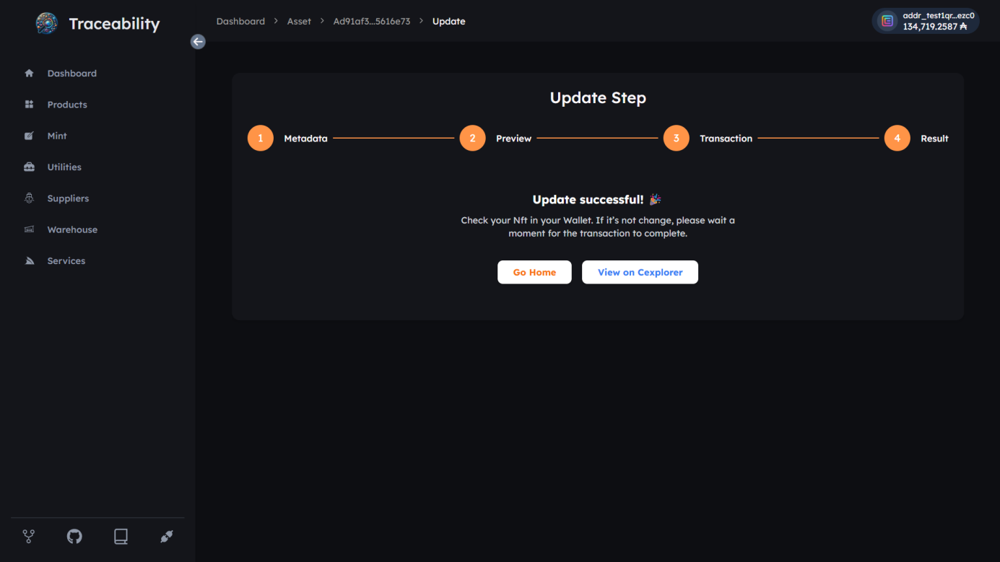 Traceability
Dashboard > Asset > Ad91af3...5616e73 > Update
addr_test1qr...ezc0
134,719.2587 ₳
Dashboard
Products
Mint
Utilities
Suppliers
Warehouse
Services
Update Step
1 Metadata 2 Preview 3 Transaction 4 Result
Update successful! 🎉
Check your Nft in your Wallet. If it's not change, please wait a
moment for the transaction to complete.
Go Home View on Cexplorer